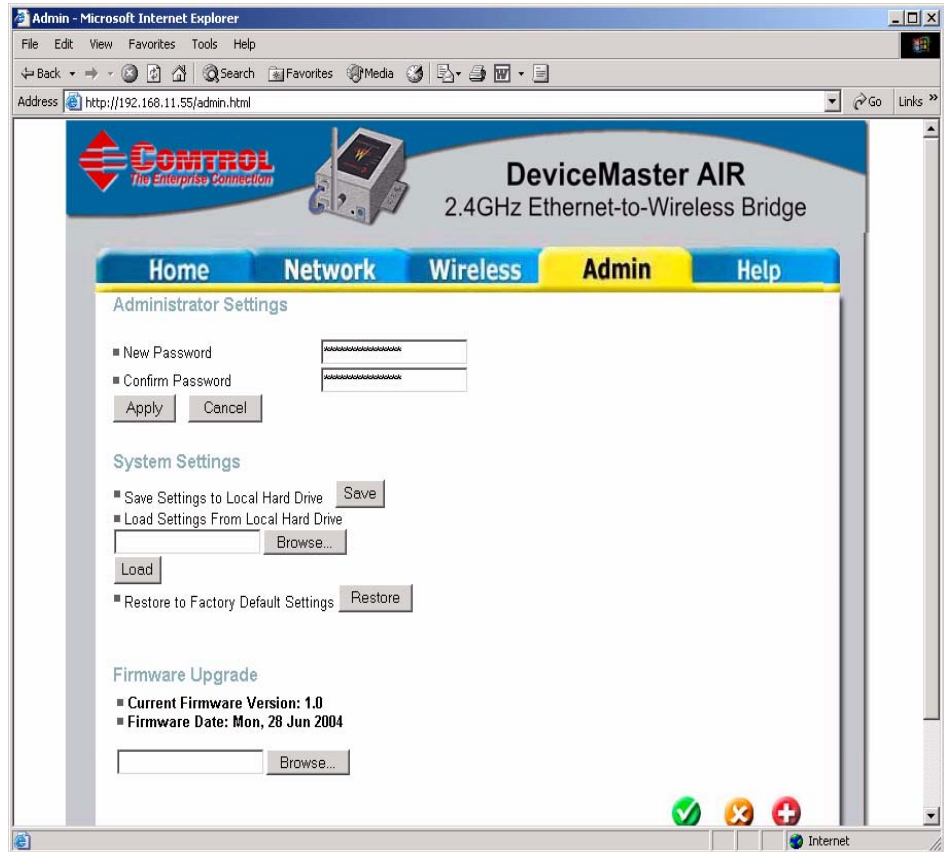 Admin - Microsoft Internet Explorer
File Edit View Favorites Tools Help
Back Search Favorites Media
Address http://192.168.11.55/admin.html Go Links »
COMTROL
The Enterprise Connection
DeviceMaster AIR
2.4GHz Ethernet-to-Wireless Bridge
Home Network Wireless Admin Help
Administrator Settings
New Password ****************
Confirm Password ****************
Apply Cancel
System Settings
Save Settings to Local Hard Drive Save
Load Settings From Local Hard Drive
Browse...
Load
Restore to Factory Default Settings Restore
Firmware Upgrade
Current Firmware Version: 1.0
Firmware Date: Mon, 28 Jun 2004
Browse...
Internet